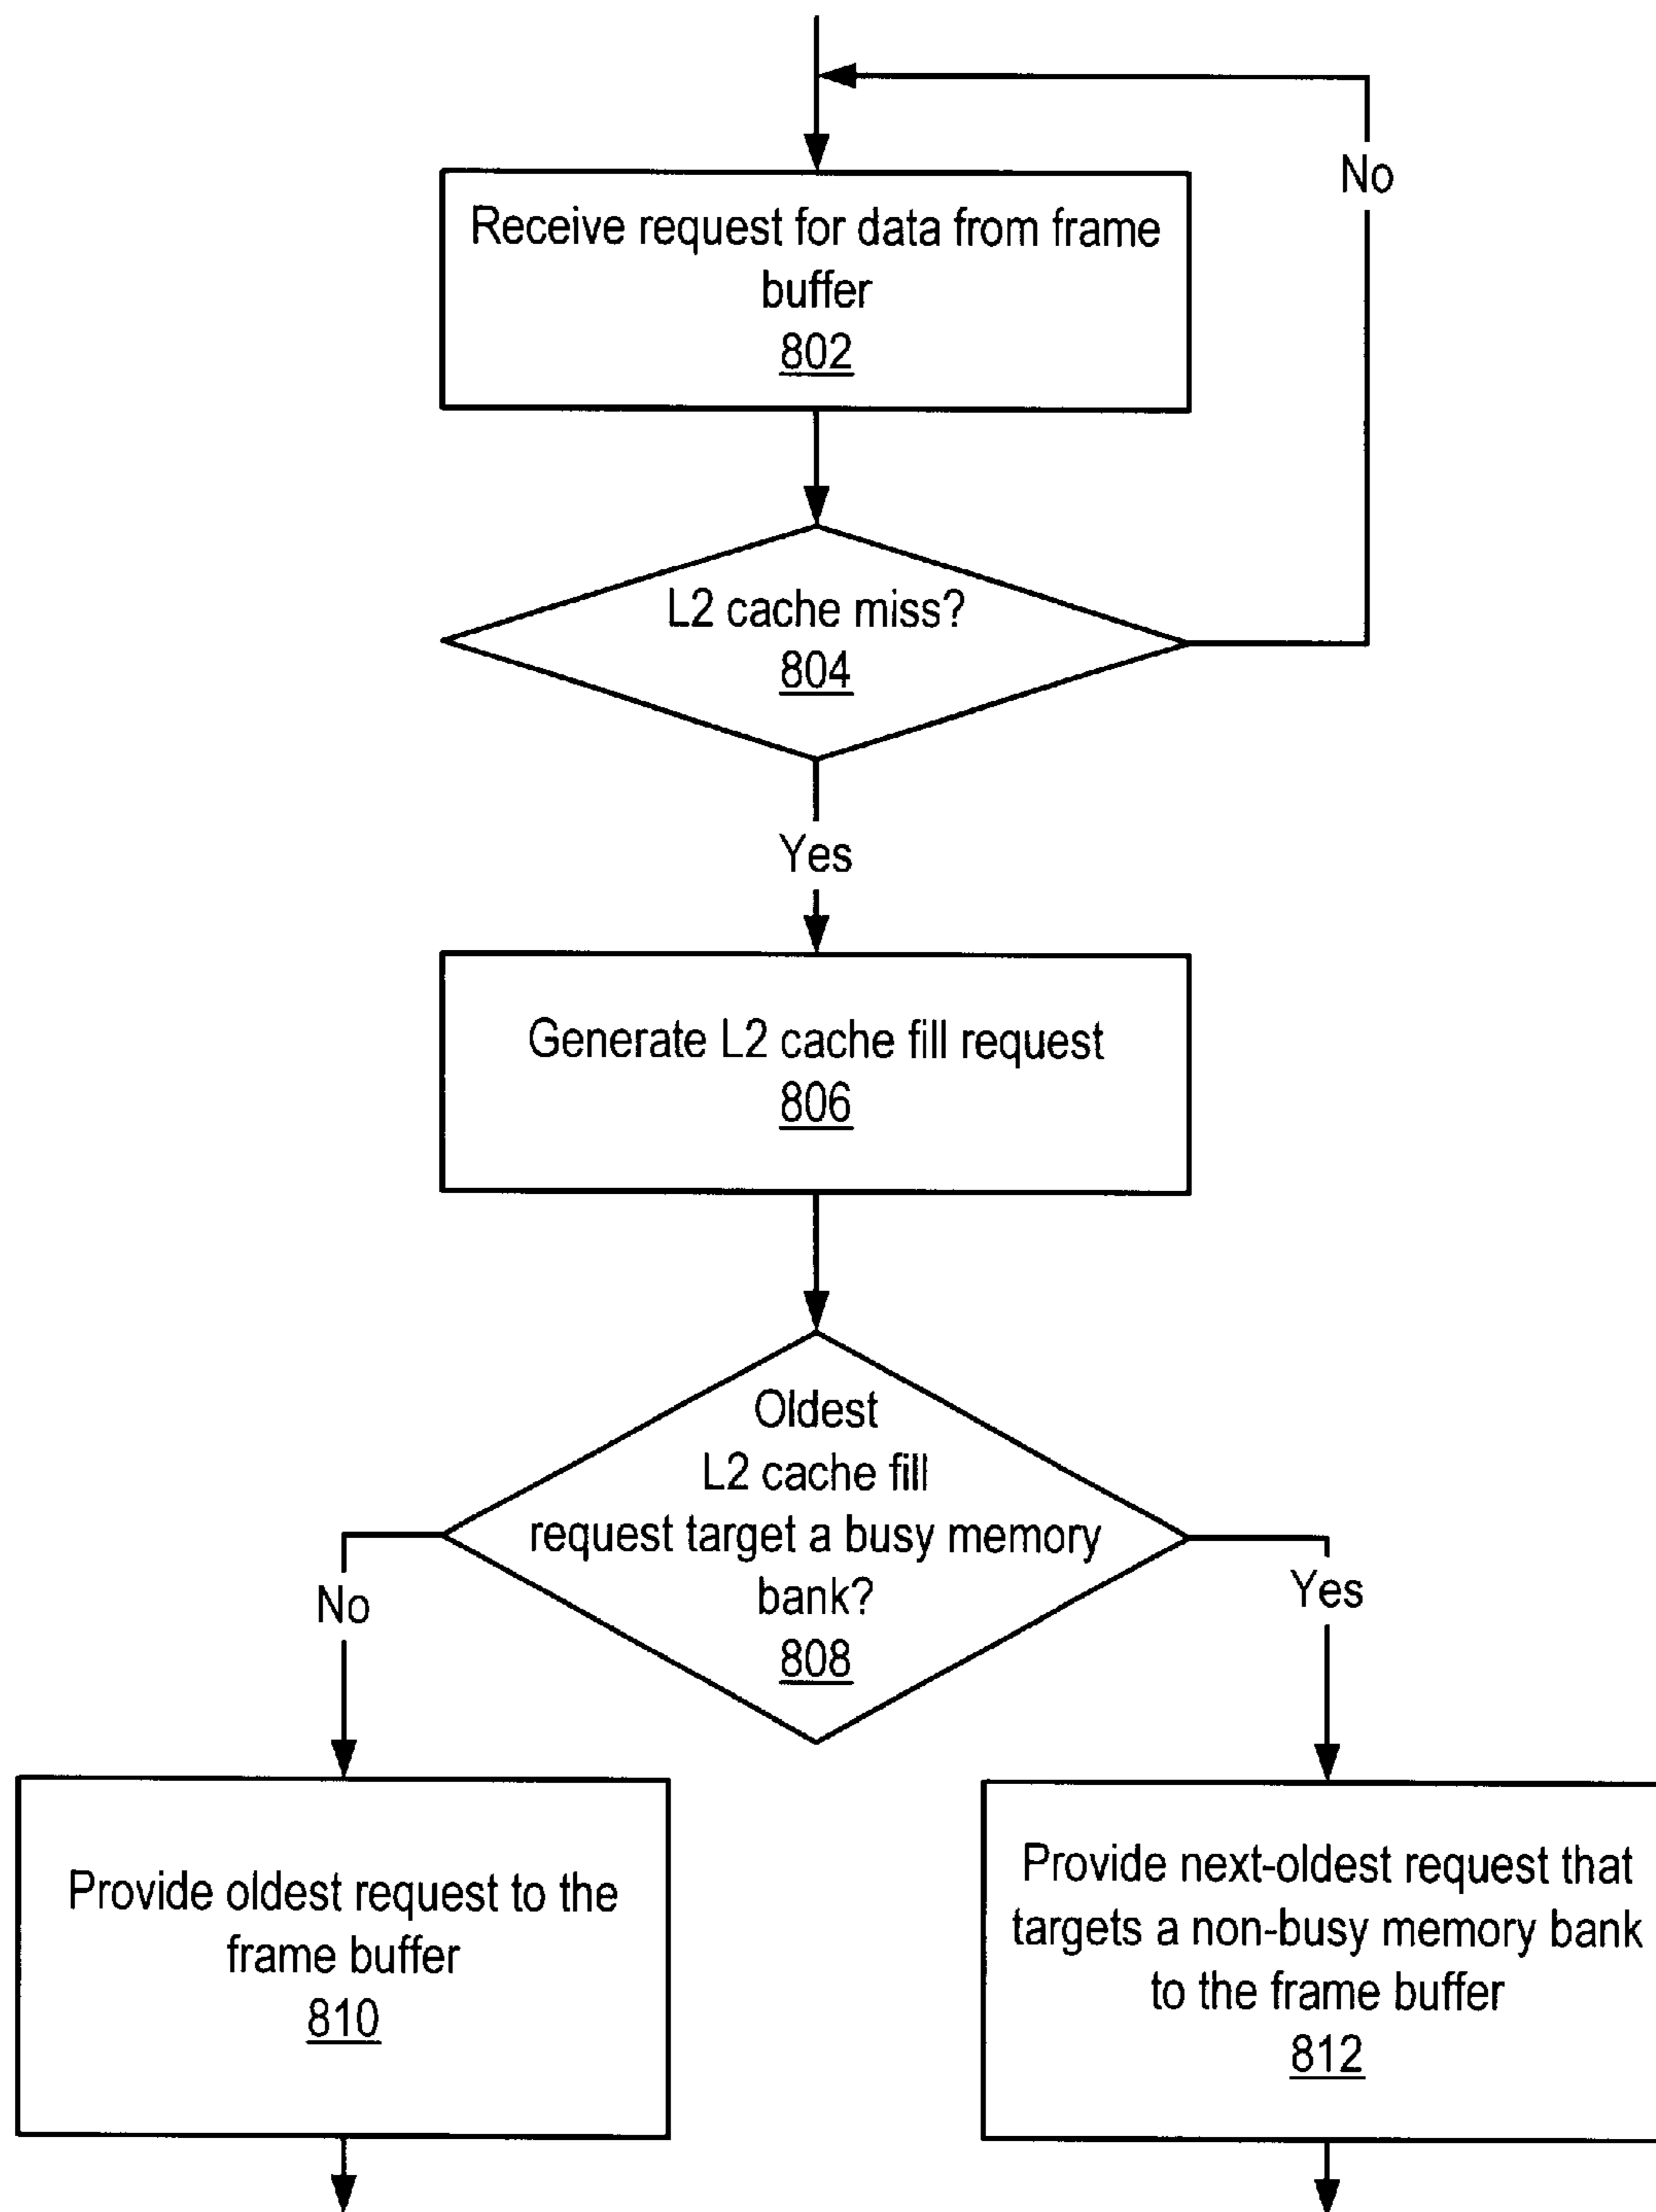 No
Receive request for data from frame
buffer
802
L2 cache miss?
804
Yes
Generate L2 cache fill request
806
Oldest
L2 cache fill
request target a busy memory
bank?
808
No
Yes
Provide oldest request to the
frame buffer
810
Provide next-oldest request that
targets a non-busy memory bank
to the frame buffer
812